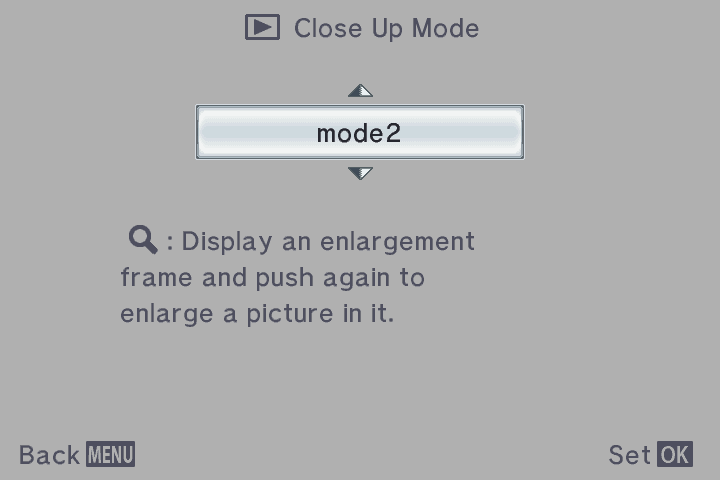 Close Up Mode
mode2
: Display an enlargement
frame and push again to
enlarge a picture in it.
Back MENU
Set OK